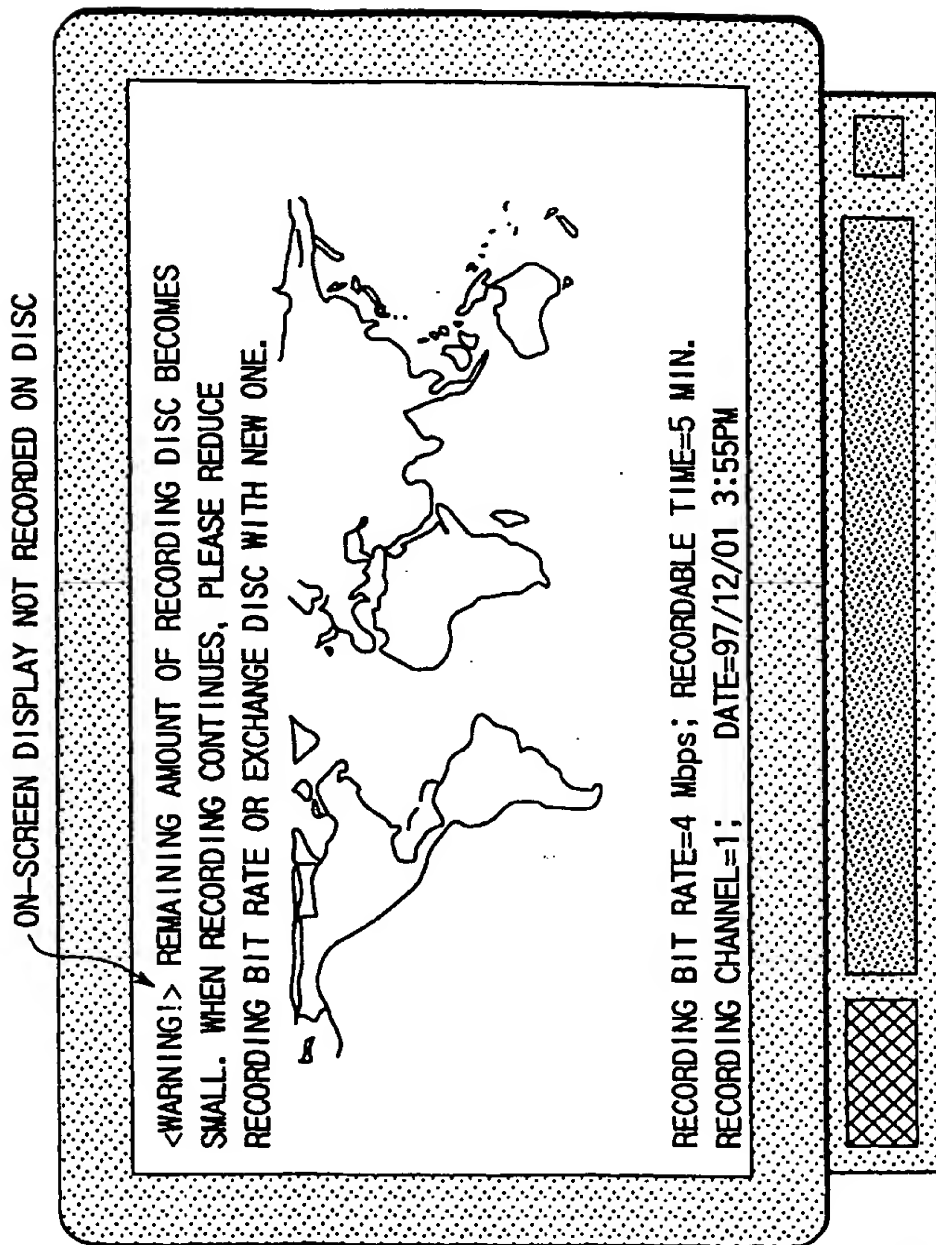 ON-SCREEN DISPLAY NOT RECORDED ON DISC
<WARNING!> REMAINING AMOUNT OF RECORDING DISC BECOMES
SMALL. WHEN RECORDING CONTINUES, PLEASE REDUCE
RECORDING BIT RATE OR EXCHANGE DISC WITH NEW ONE.
RECORDING BIT RATE=4 Mbps; RECORDABLE TIME=5 MIN.
RECORDING CHANNEL=1; DATE=97/12/01 3:55PM